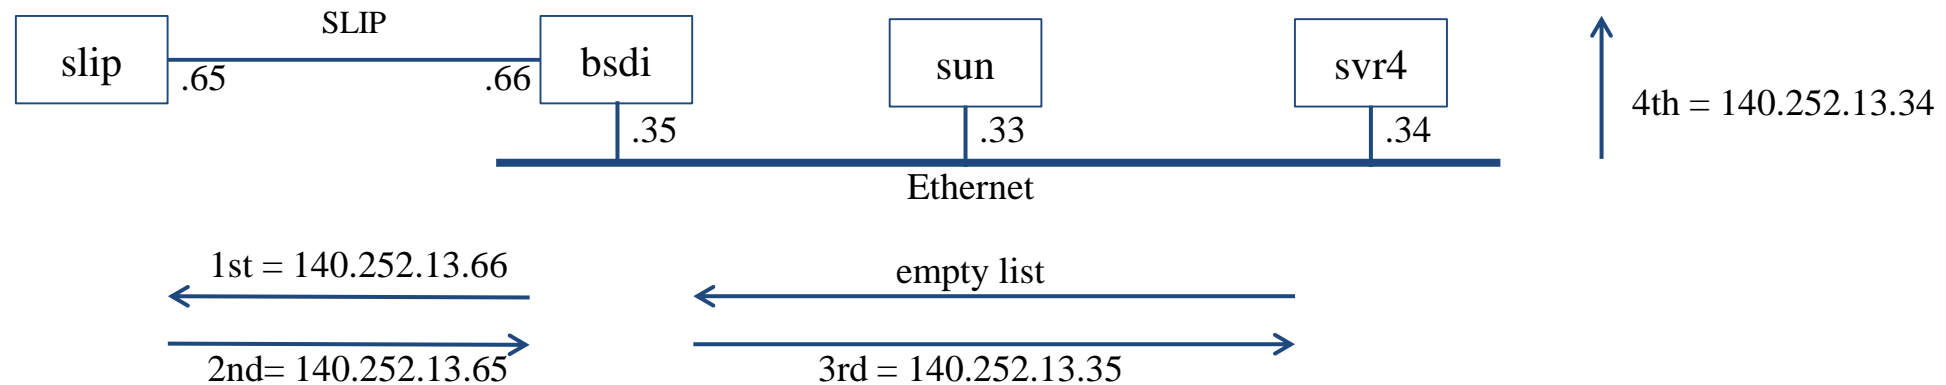 SLIP
slip
bsdi
sun
svr4
.65
.66
.35
.33
.34
4th = 140.252.13.34
Ethernet
1st = 140.252.13.66
empty list
2nd= 140.252.13.65
3rd = 140.252.13.35